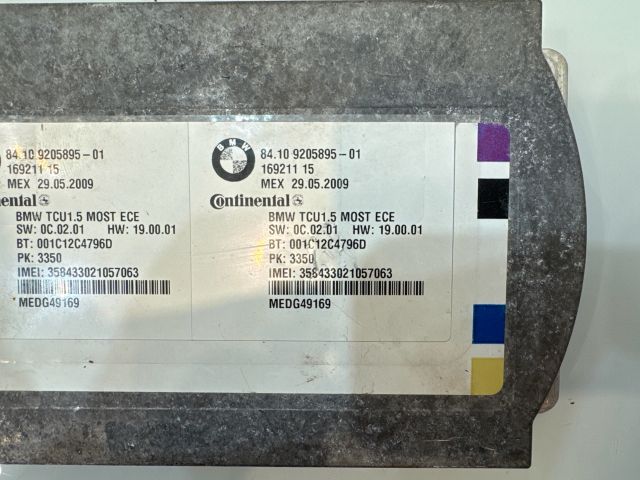 84.10 9205895-01
169211 15
MEX 29.05.2009
nental
BMW TCU1.5 MOST ECE
SW: 0C.02.01 HW: 19.00.01
BT: 001C12C4796D
PK: 3350
IMEI: 358433021057063
MEDG49169
BMW
84.10 9205895-01
169211 15
MEX 29.05.2009
Continental
BMW TCU1.5 MOST ECE
SW: 0C.02.01 HW: 19.00.01
BT: 001C12C4796D
PK: 3350
IMEI: 358433021057063
MEDG49169